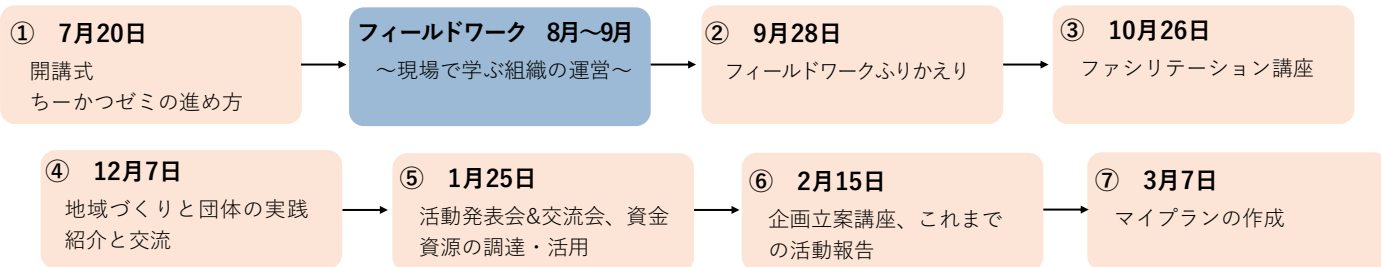 ① 7月20日
開講式
ちーかつゼミの進め方
フィールドワーク 8月～9月
～現場で学ぶ組織の運営～
② 9月28日
フィールドワークふりかえり
③ 10月26日
ファシリテーション講座
④ 12月7日
地域づくりと団体の実践
紹介と交流
⑤ 1月25日
活動発表会&交流会、資金
資源の調達・活用
⑥ 2月15日
企画立案講座、これまで
の活動報告
⑦ 3月7日
マイプランの作成